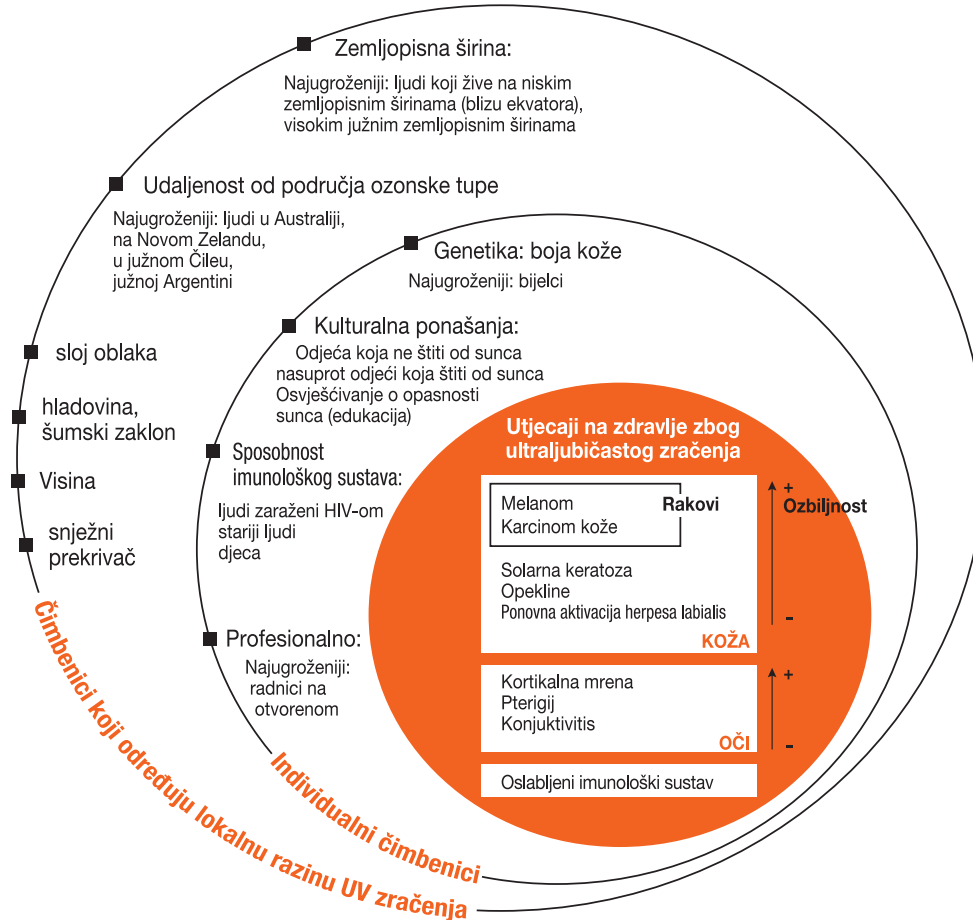 Zemljopisna širina:
Najugroženiji: ljudi koji žive na niskim
zemljopisnim širinama (blizu ekvatora),
visokim južnim zemljopisnim širinama
Udaljenost od područja ozonske tupe
Najugroženiji: ljudi u Australiji,
na Novom Zelandu,
u južnom Čileu,
južnoj Argentini
sloj oblaka
hladovina,
šumski zaklon
Visina
snježni
prekrivač
Čimbenici koji određuju lokalnu razinu UV zračenja
Genetika: boja kože
Najugroženiji: bijelci
Kulturalna ponašanja:
Odjeća koja ne štiti od sunca
nasuprot odjeći koja štiti od sunca
Osvješćivanje o opasnosti
sunca (edukacija)
Sposobnost
imunološkog sustava:
ljudi zaraženi HIV-om
stariji ljudi
djeca
Profesionalno:
Najugroženiji:
radnici na
otvorenom
Individualni čimbenici
Utjecaji na zdravlje zbog
ultraljubičastog zračenja
Melanom Rakovi
Karcinom kože
Solarna keratoza
Opekline
Ponovna aktivacija herpesa labialis
KOŽA
+
Ozbiljnost
-
Kortikalna mrena
Pterigij
Konjuktivitis
OČI
+
-
Oslabljeni imunološki sustav